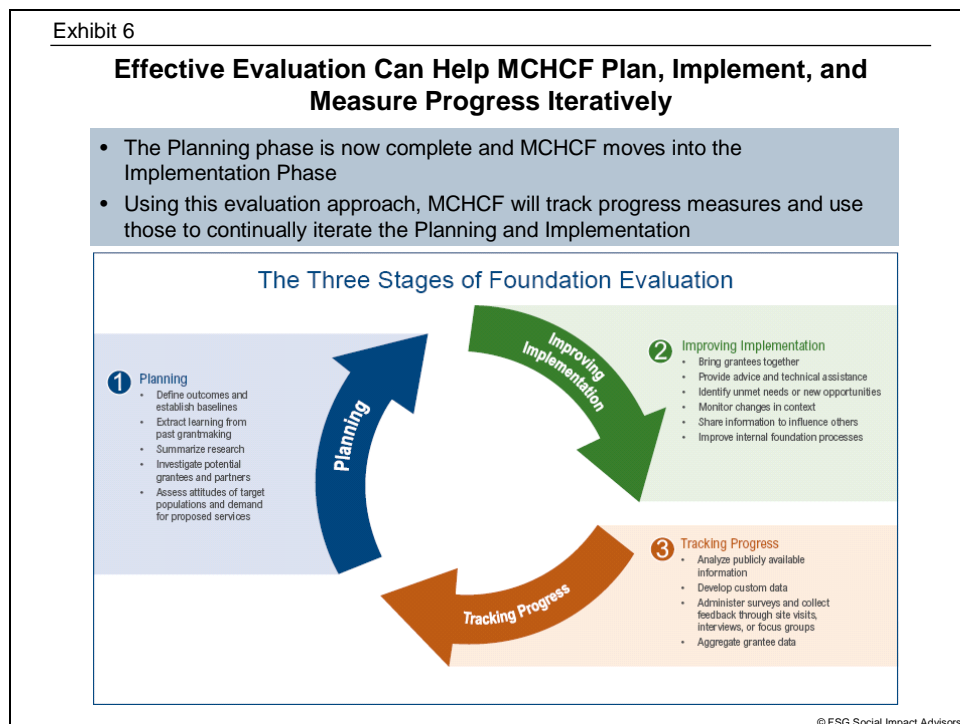 Exhibit 6
Effective Evaluation Can Help MCHCF Plan, Implement, and
Measure Progress Iteratively
• The Planning phase is now complete and MCHCF moves into the
Implementation Phase
• Using this evaluation approach, MCHCF will track progress measures and use
those to continually iterate the Planning and Implementation
The Three Stages of Foundation Evaluation
1 Planning
• Define outcomes and
establish baselines
• Extract learning from
past grantmaking
• Summarize research
• Investigate potential
grantees and partners
• Assess attitudes of target
populations and demand
for proposed services
Planning
Improving
Implementation
2 Improving Implementation
• Bring grantees together
• Provide advice and technical assistance
• Identify unmet needs or new opportunities
• Monitor changes in context
• Share information to influence others
• Improve internal foundation processes
Tracking Progress
3 Tracking Progress
• Analyze publicly available
information
• Develop custom data
• Administer surveys and collect
feedback through site visits,
interviews, or focus groups
• Aggregate grantee data
© FSG Social Impact Advisors